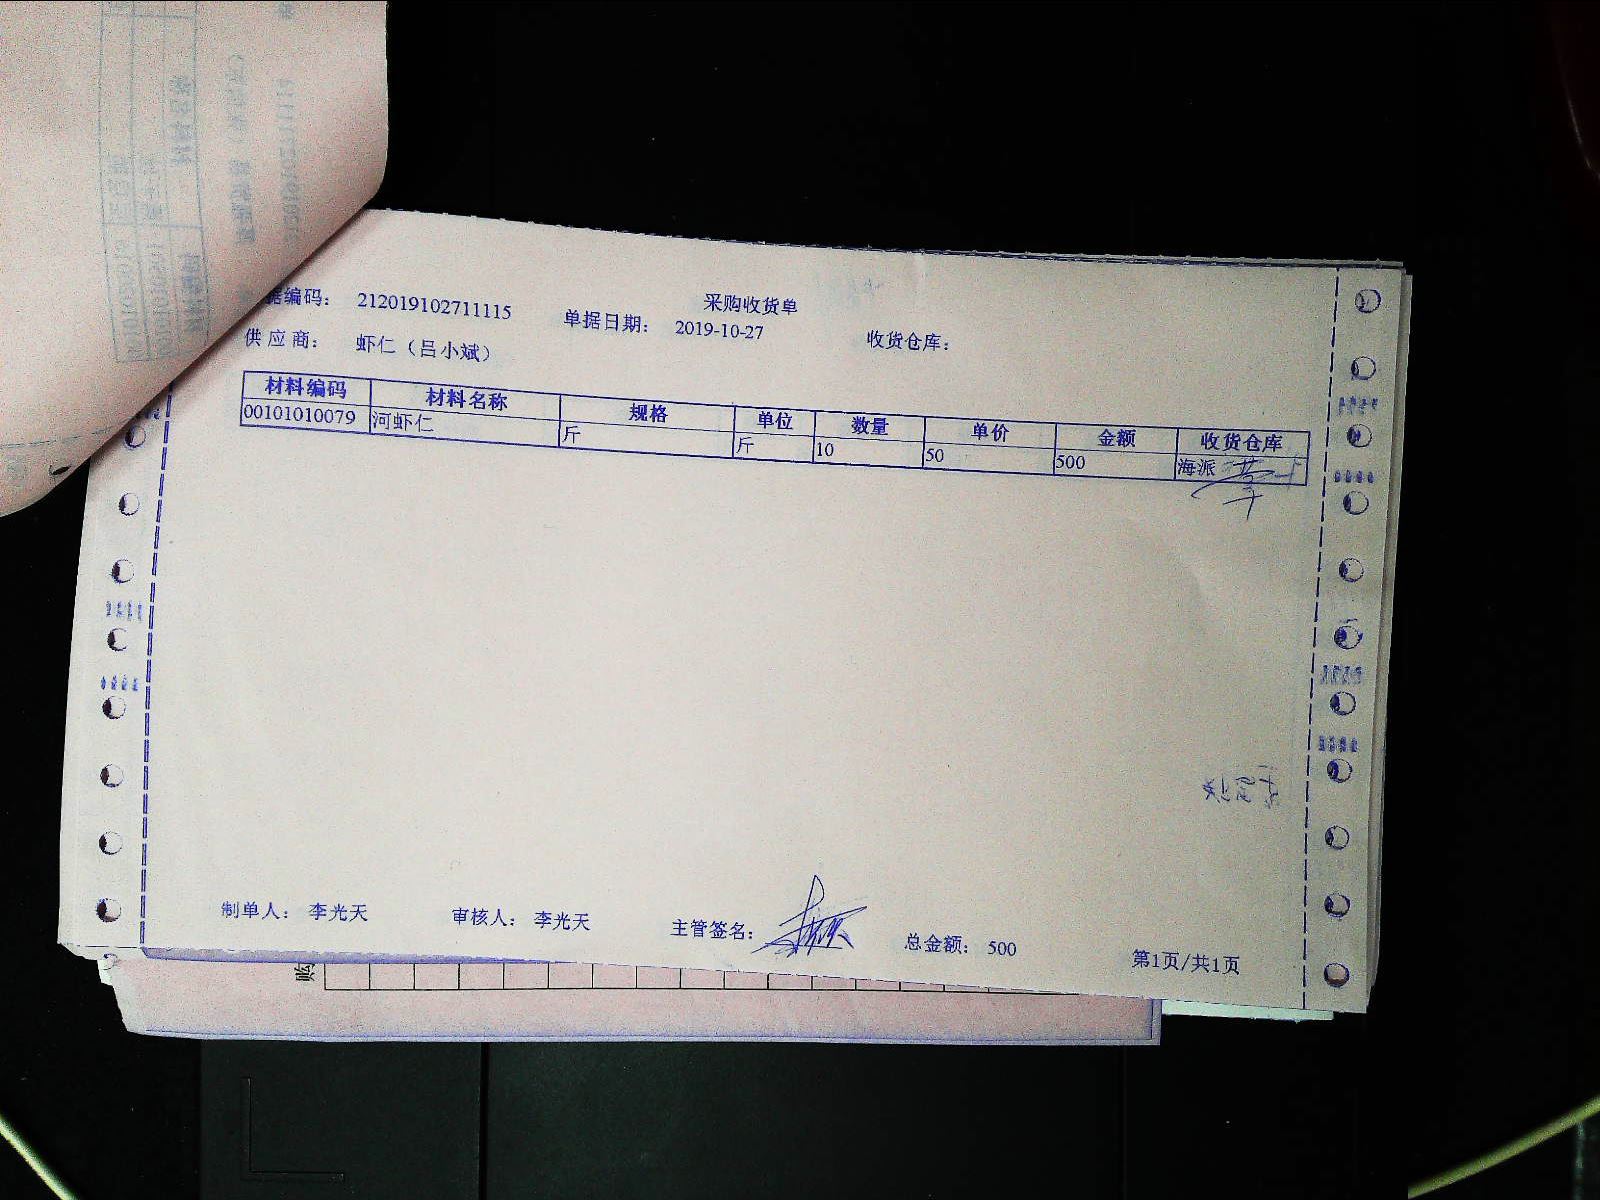 采购收货单
据编码： 212019102711115 单据日期： 2019-10-27 收货仓库：
供应商： 虾仁（吕小斌）
材料编码 材料名称 规格 单位 数量 单价 金额 收货仓库
00101010079 河虾仁 斤 斤 10 50 500 海派
制单人： 李光天 审核人： 李光天 主管签名： 总金额： 500 第1页/共1页
购